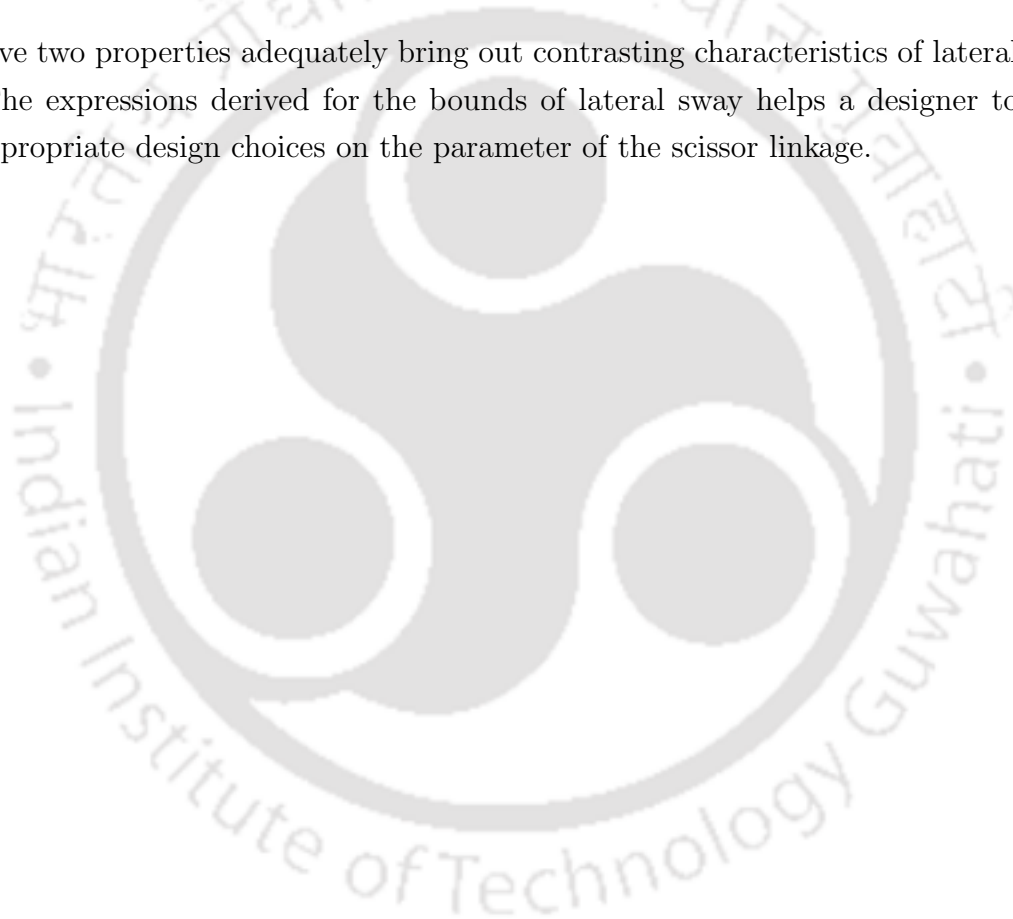 ve two properties adequately bring out contrasting characteristics of lateral
he expressions derived for the bounds of lateral sway helps a designer to
propriate design choices on the parameter of the scissor linkage.
Indian Institute of Technology Guwahati